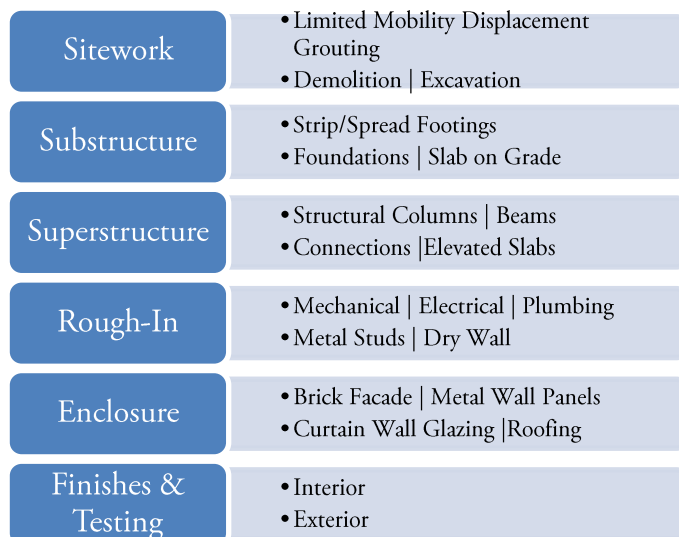 Sitework
• Limited Mobility Displacement
Grouting
• Demolition | Excavation
Substructure
• Strip/Spread Footings
• Foundations | Slab on Grade
Superstructure
• Structural Columns | Beams
• Connections |Elevated Slabs
Rough-In
• Mechanical | Electrical | Plumbing
• Metal Studs | Dry Wall
Enclosure
• Brick Facade | Metal Wall Panels
• Curtain Wall Glazing |Roofing
Finishes &
Testing
• Interior
• Exterior